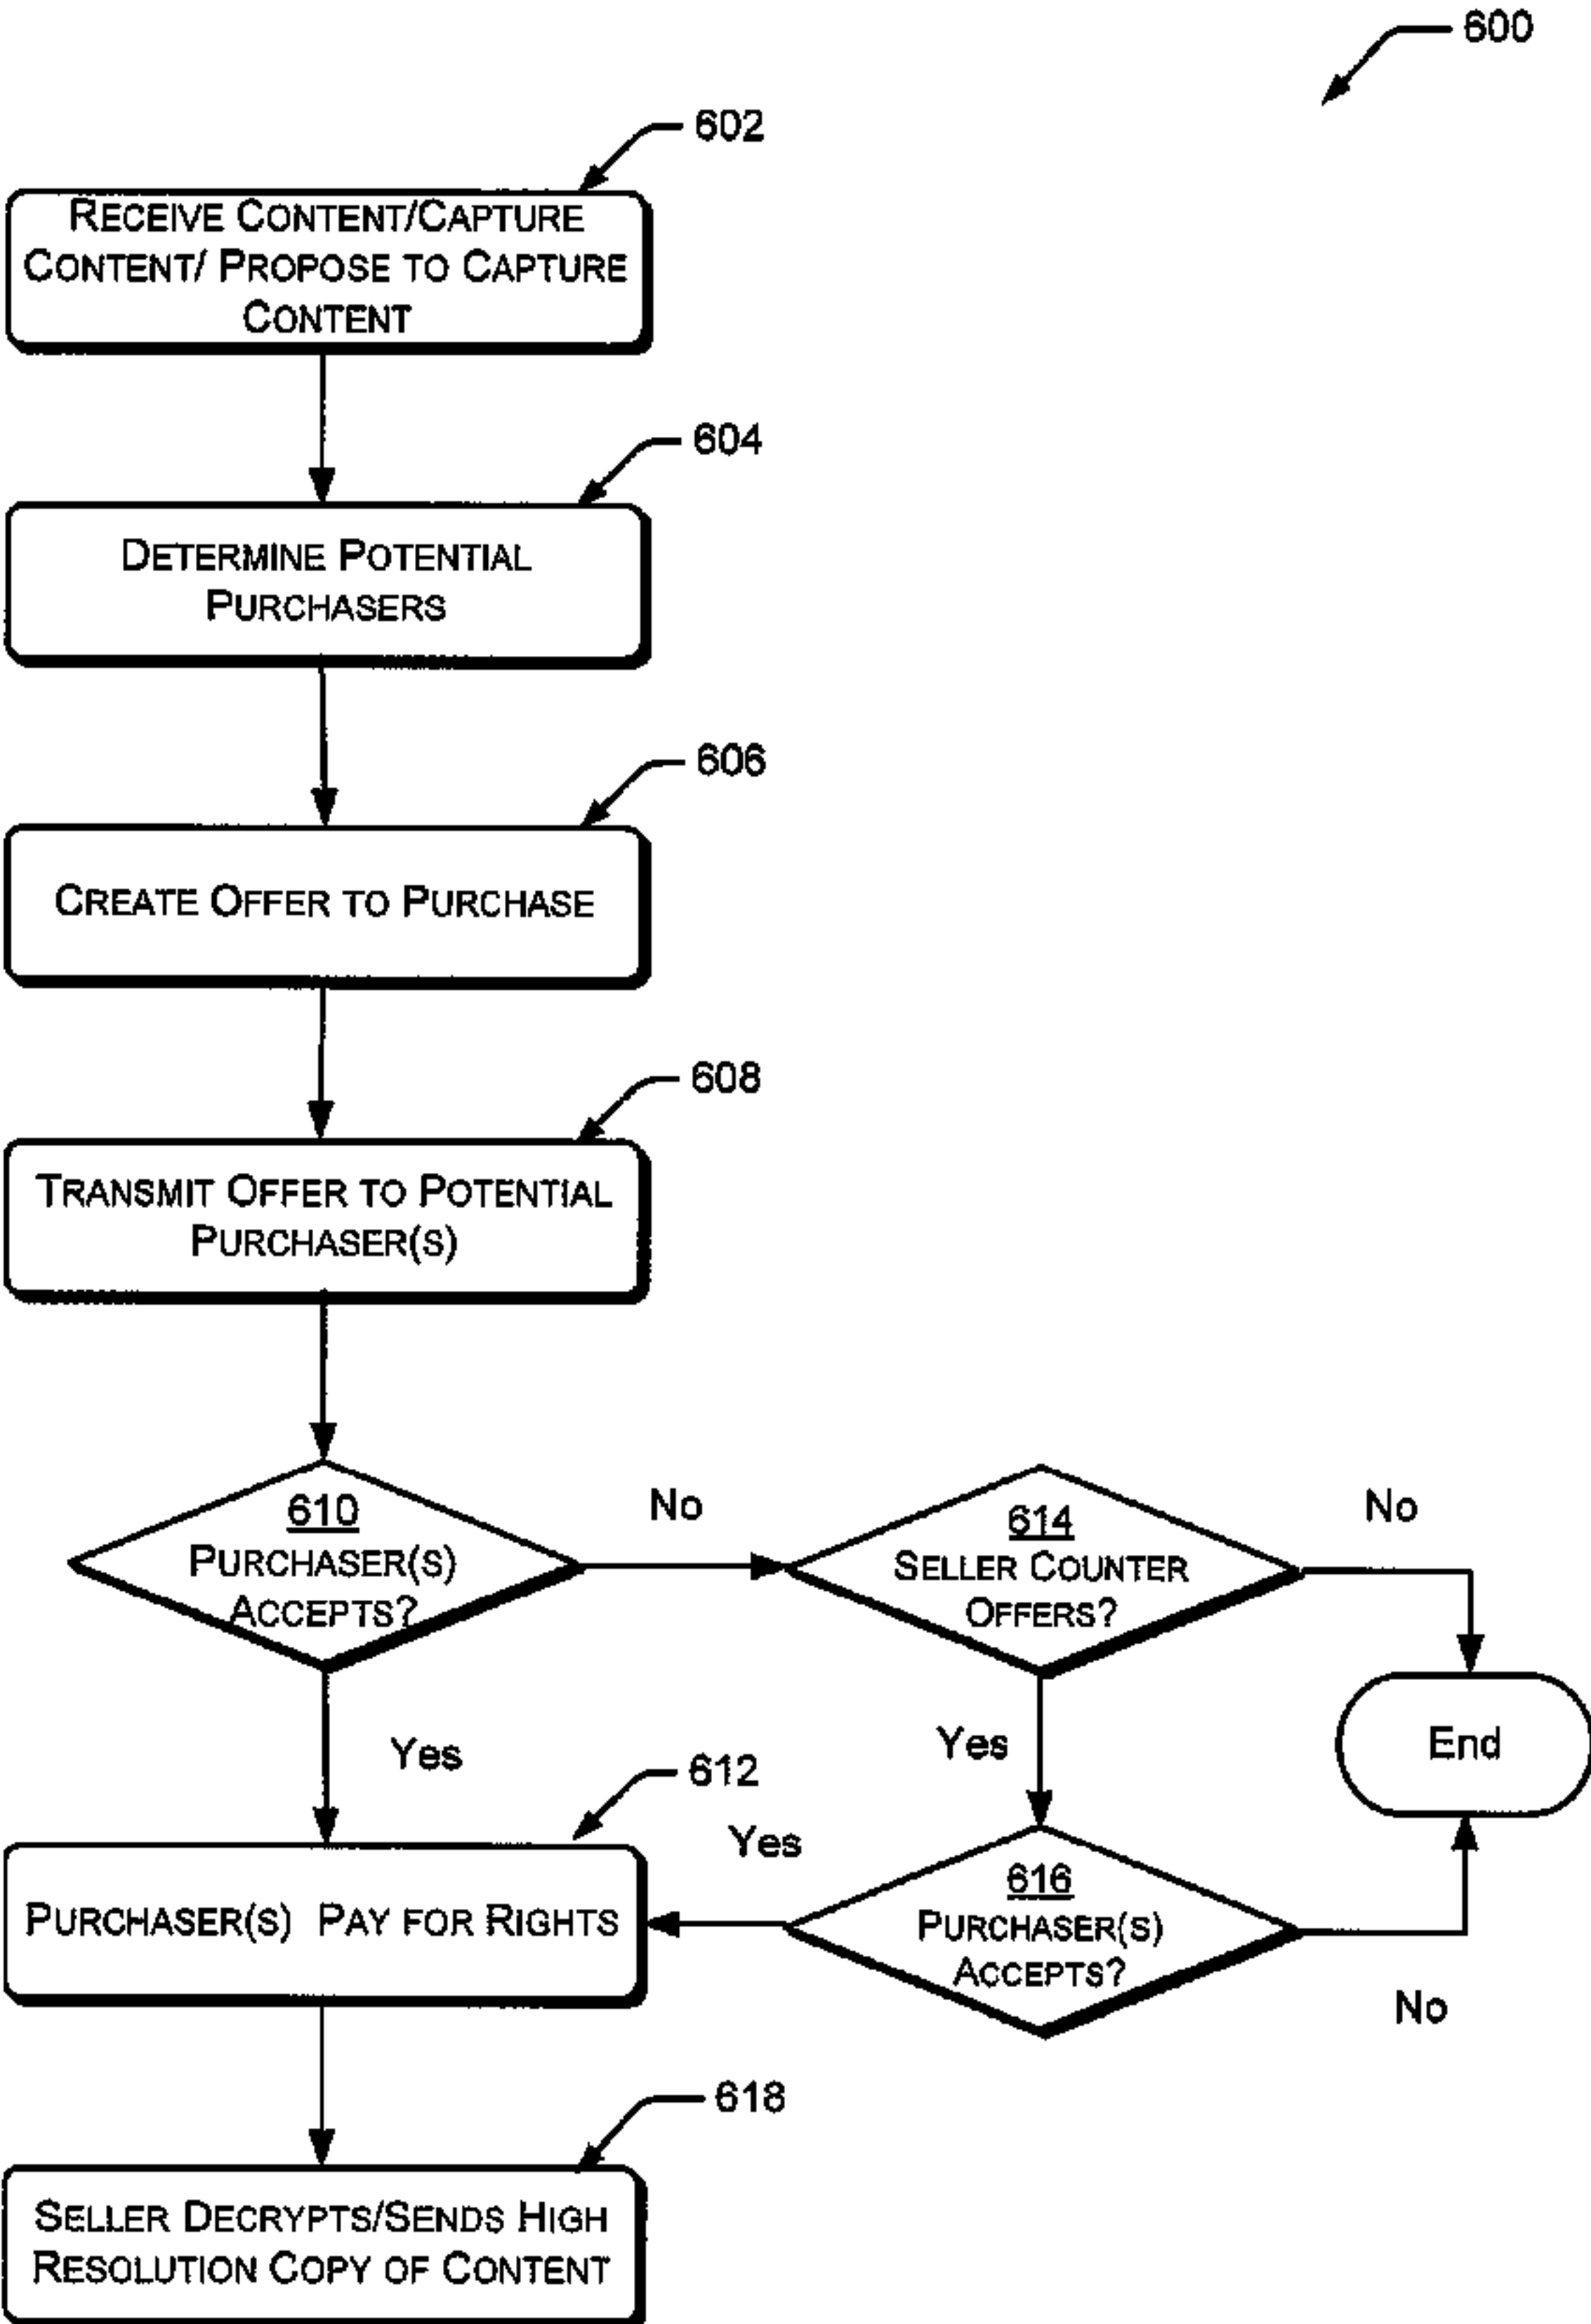 600
602
RECEIVE CONTENT/CAPTURE
CONTENT/ PROPOSE TO CAPTURE
CONTENT
604
DETERMINE POTENTIAL
PURCHASERS
606
CREATE OFFER TO PURCHASE
608
TRANSMIT OFFER TO POTENTIAL
PURCHASER(S)
610
PURCHASER(S)
ACCEPTS?
No
614
SELLER COUNTER
OFFERS?
No
Yes
Yes
End
612
PURCHASER(S) PAY FOR RIGHTS
Yes
616
PURCHASER(S)
ACCEPTS?
No
618
SELLER DECRYPTS/SENDS HIGH
RESOLUTION COPY OF CONTENT